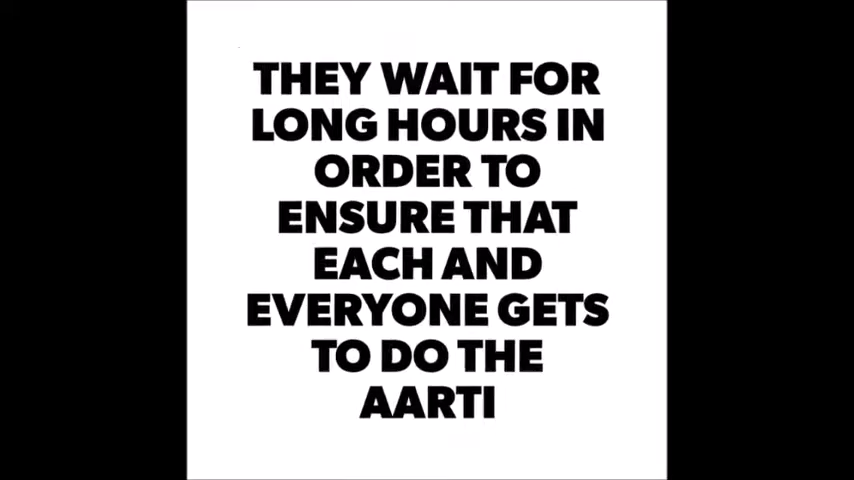 THEY WAIT FOR
LONG HOURS IN
ORDER TO
ENSURE THAT
EACH AND
EVERYONE GETS
TO DO THE
AARTI